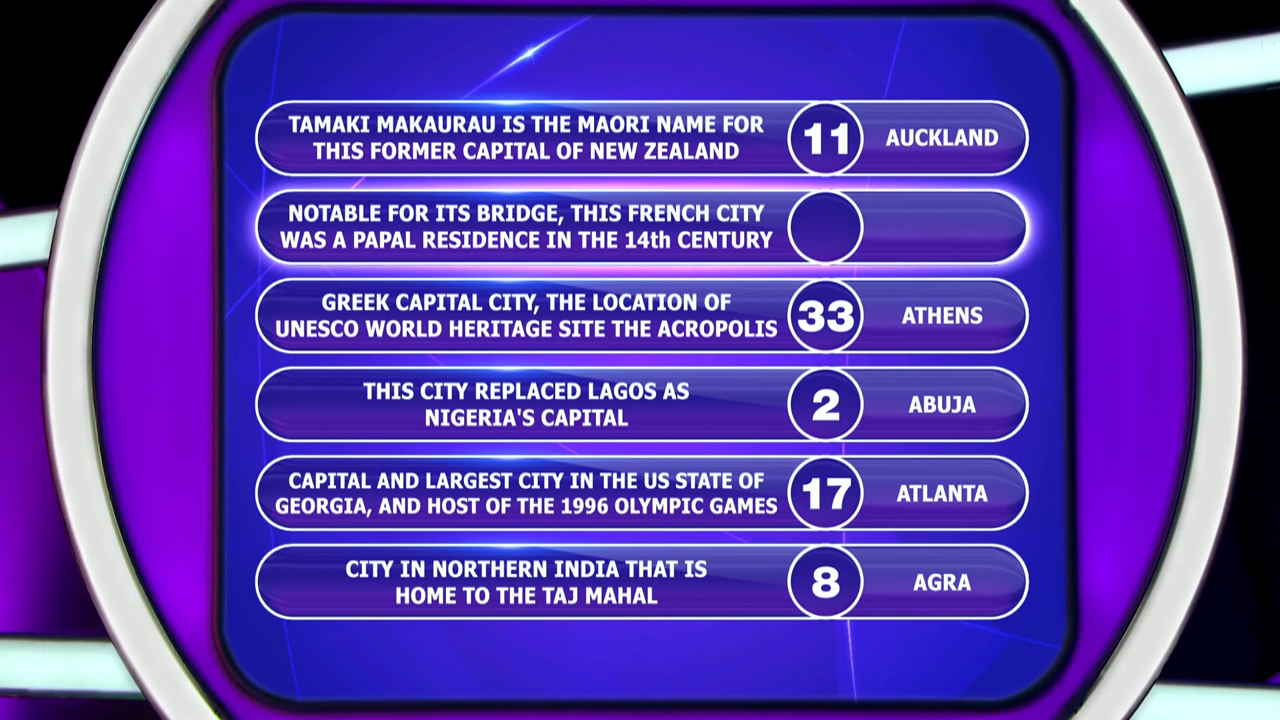 TAMAKI MAKAURAU IS THE MAORI NAME FOR
THIS FORMER CAPITAL OF NEW ZEALAND
11
AUCKLAND
NOTABLE FOR ITS BRIDGE, THIS FRENCH CITY
WAS A PAPAL RESIDENCE IN THE 14th CENTURY
GREEK CAPITAL CITY, THE LOCATION OF
UNESCO WORLD HERITAGE SITE THE ACROPOLIS
33
ATHENS
THIS CITY REPLACED LAGOS AS
NIGERIA'S CAPITAL
2
ABUJA
CAPITAL AND LARGEST CITY IN THE US STATE OF
GEORGIA, AND HOST OF THE 1996 OLYMPIC GAMES
17
ATLANTA
CITY IN NORTHERN INDIA THAT IS
HOME TO THE TAJ MAHAL
8
AGRA